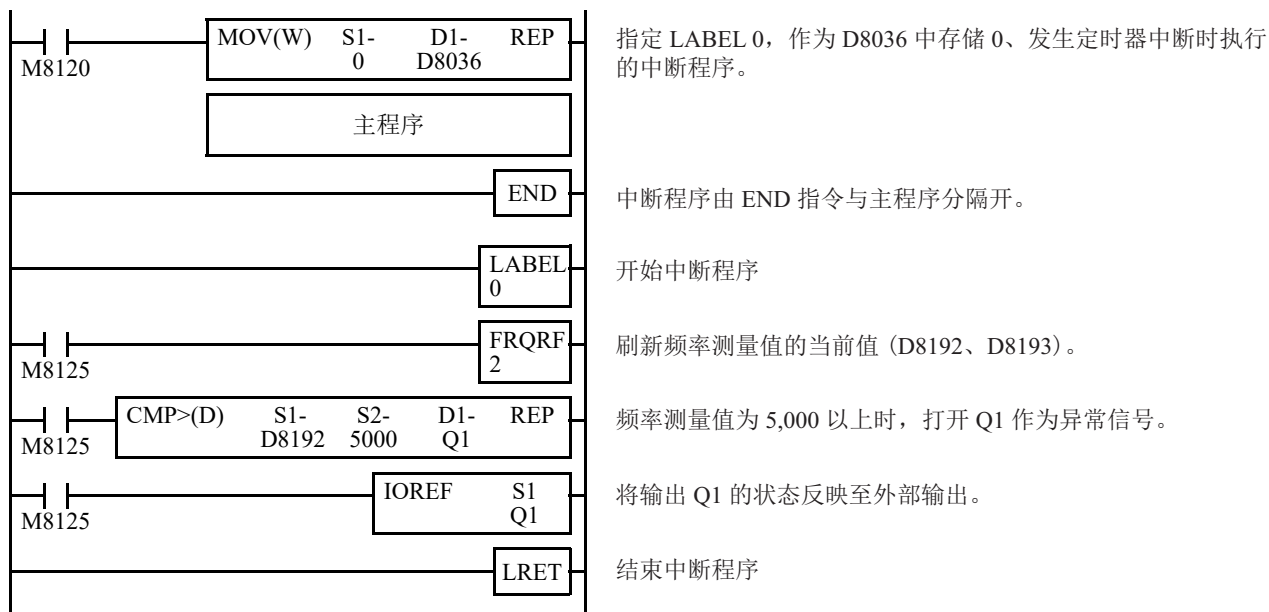 MOV(W) S1- D1- REP
0 D8036
M8120
指定 LABEL 0，作为 D8036 中存储 0、发生定时器中断时执行
的中断程序。
主程序
END
中断程序由 END 指令与主程序分隔开。
LABEL
0
开始中断程序
FRQRF
2
M8125
刷新频率测量值的当前值（D8192、D8193）。
CMP>(D) S1- S2- D1- REP
D8192 5000 Q1
M8125
频率测量值为 5,000 以上时，打开 Q1 作为异常信号。
IOREF S1
Q1
M8125
将输出 Q1 的状态反映至外部输出。
LRET
结束中断程序